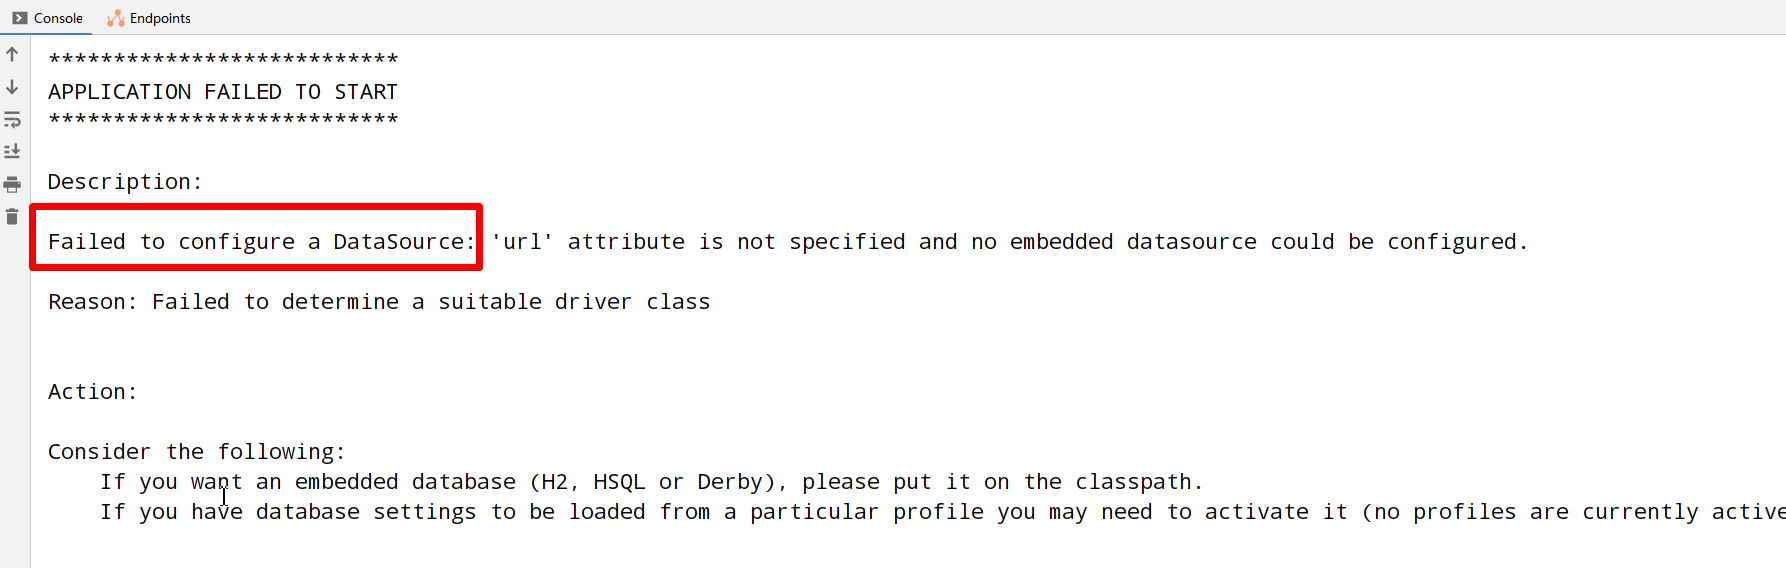 Console Endpoints
***************************
APPLICATION FAILED TO START
***************************
Description:
Failed to configure a DataSource: 'url' attribute is not specified and no embedded datasource could be configured.
Reason: Failed to determine a suitable driver class
Action:
Consider the following:
If you want an embedded database (H2, HSQL or Derby), please put it on the classpath.
If you have database settings to be loaded from a particular profile you may need to activate it (no profiles are currently active